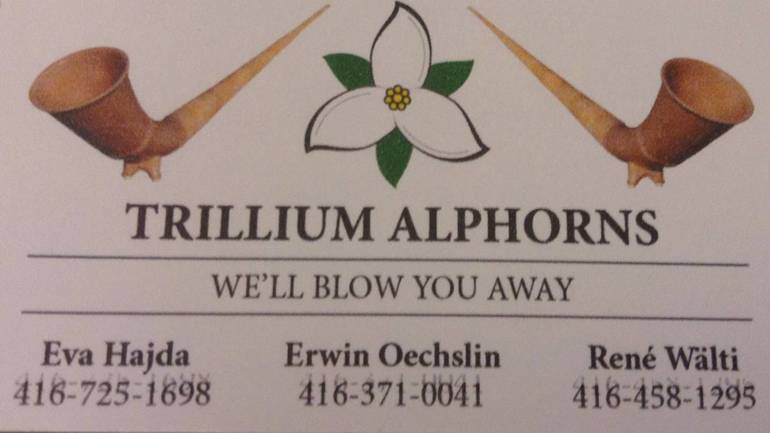 TRILLIUM ALPHORNS
WE'LL BLOW YOU AWAY
Eva Hajda Erwin Oechslin René Wälti
416-725-1698 416-371-0041 416-458-1295